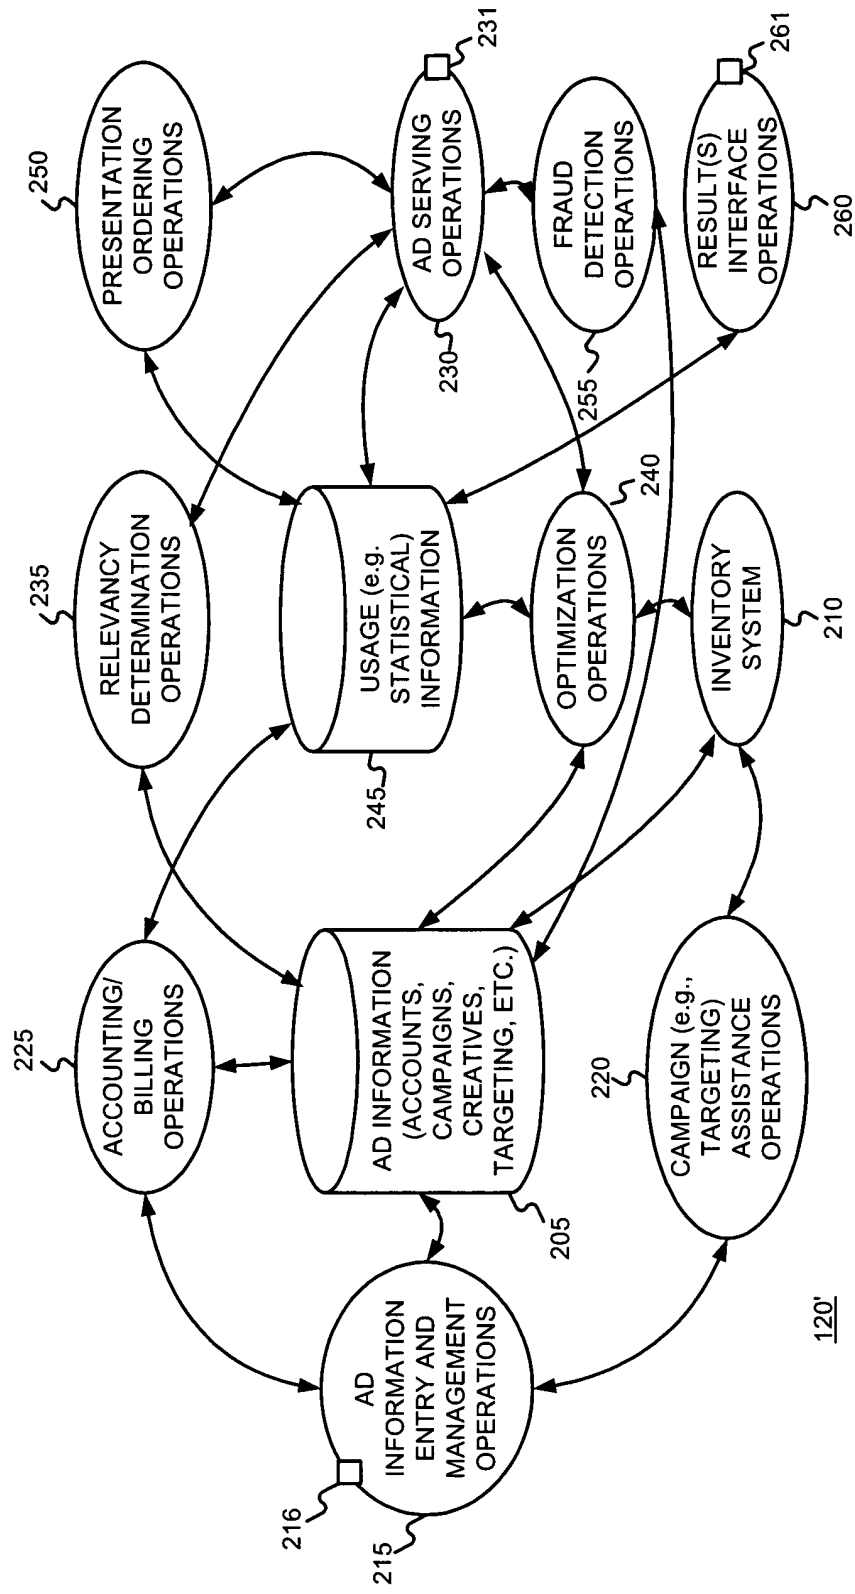 225
ACCOUNTING/
BILLING
OPERATIONS
235
RELEVANCY
DETERMINATION
OPERATIONS
250
PRESENTATION
ORDERING
OPERATIONS
216
215
AD
INFORMATION
ENTRY AND
MANAGEMENT
OPERATIONS
AD INFORMATION
(ACCOUNTS,
CAMPAIGNS,
CREATIVES,
TARGETING, ETC.)
205
USAGE (e.g.
STATISTICAL)
INFORMATION
245
AD SERVING
OPERATIONS
231
230
OPTIMIZATION
OPERATIONS
240
FRAUD
DETECTION
OPERATIONS
255
220
CAMPAIGN (e.g.,
TARGETING)
ASSISTANCE
OPERATIONS
INVENTORY
SYSTEM
210
RESULT(S)
INTERFACE
OPERATIONS
261
260
120'